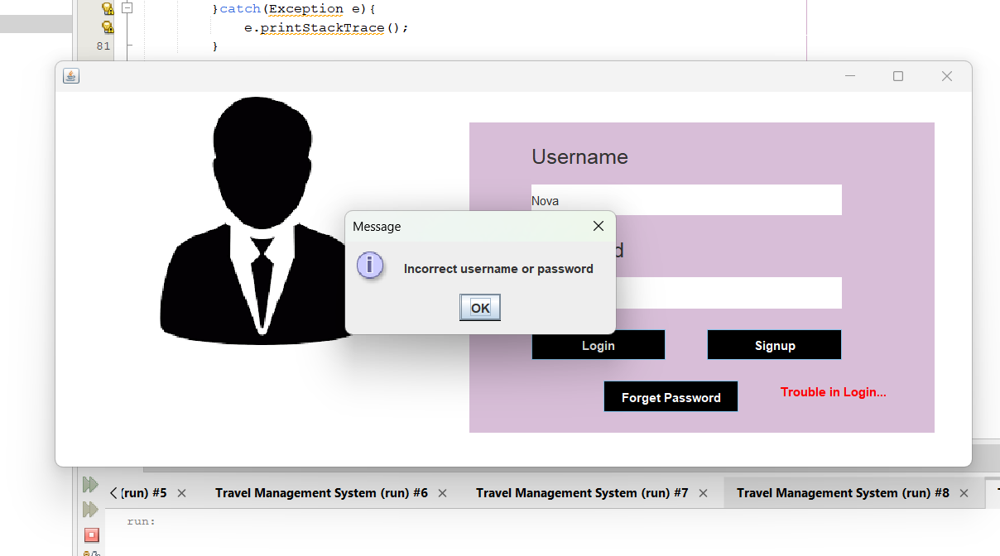 }catch(Exception e){
e.printStackTrace();
81 }
Username
Nova
Message
d
i Incorrect username or password
OK
Login Signup
Forget Password Trouble in Login...
(run) #5 Travel Management System (run) #6 Travel Management System (run) #7 Travel Management System (run) #8
run: